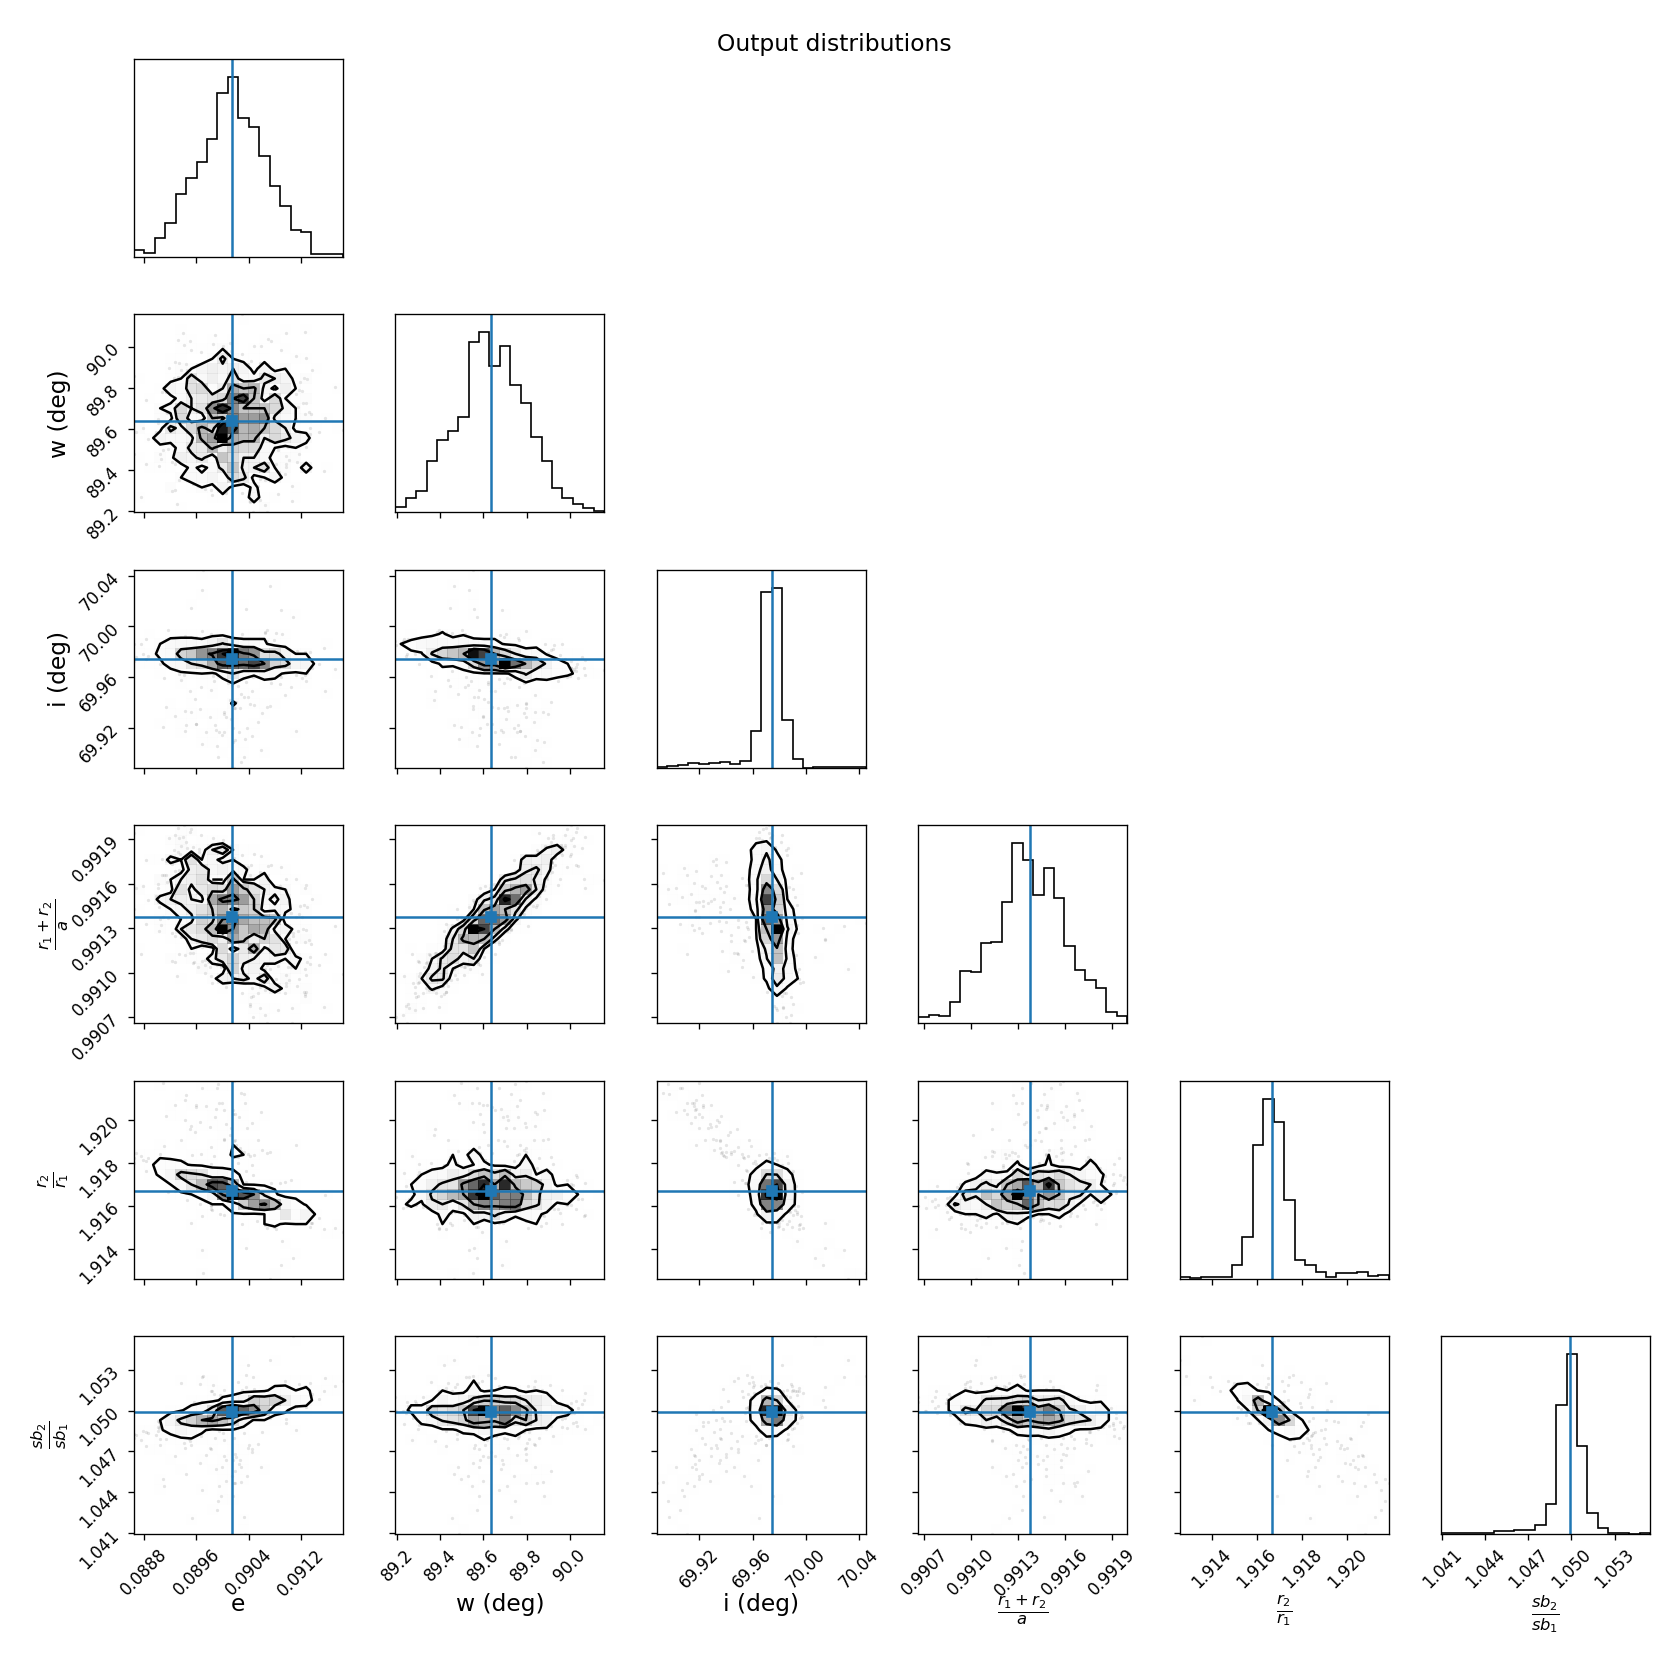 Output distributions
w (deg)
90.0
89.8
89.6
89.4
89.2
i (deg)
70.04
70.00
69.96
69.92
r₁ + r₂
a
0.9919
0.9916
0.9913
0.9910
0.9907
r₂
r₁
1.920
1.918
1.916
1.914
sb₂
sb₁
1.053
1.050
1.047
1.044
1.041
0.0888 0.0896 0.0904 0.0912
89.2 89.4 89.6 89.8 90.0
69.92 69.96 70.00 70.04
0.9907 0.9910 0.9913 0.9916 0.9919
1.914 1.916 1.918 1.920
1.041 1.044 1.047 1.050 1.053
e
w (deg)
i (deg)
r₁ + r₂
a
r₂
r₁
sb₂
sb₁